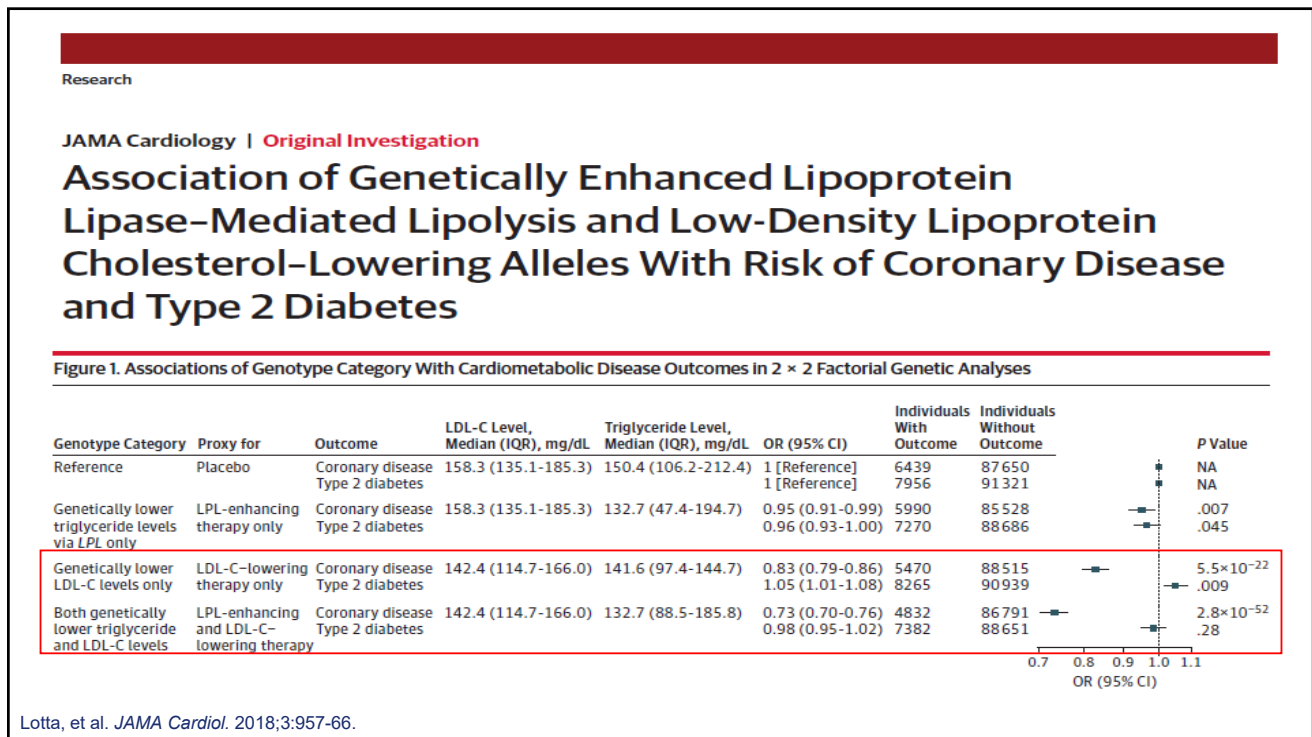 Research
JAMA Cardiology | Original Investigation
Association of Genetically Enhanced Lipoprotein
Lipase–Mediated Lipolysis and Low-Density Lipoprotein
Cholesterol–Lowering Alleles With Risk of Coronary Disease
and Type 2 Diabetes
Figure 1. Associations of Genotype Category With Cardiometabolic Disease Outcomes in 2 × 2 Factorial Genetic Analyses
LDL-C Level, Triglyceride Level, Individuals Individuals
With Without
Genotype Category Proxy for Outcome Median (IQR), mg/dL Median (IQR), mg/dL OR (95% CI) Outcome Outcome P Value
Reference Placebo Coronary disease 158.3 (135.1-185.3) 150.4 (106.2-212.4) 1 [Reference] 6439 87650 NA
Type 2 diabetes 1 [Reference] 7956 91321 NA
Genetically lower LPL-enhancing Coronary disease 158.3 (135.1-185.3) 132.7 (47.4-194.7) 0.95 (0.91-0.99) 5990 85528 .007
triglyceride levels therapy only Type 2 diabetes 0.96 (0.93-1.00) 7270 88686 .045
via LPL only
Genetically lower LDL-C–lowering Coronary disease 142.4 (114.7-166.0) 141.6 (97.4-144.7) 0.83 (0.79-0.86) 5470 88515 5.5×10⁻²²
LDL-C levels only therapy only Type 2 diabetes 1.05 (1.01-1.08) 8265 90939 .009
Both genetically LPL-enhancing Coronary disease 142.4 (114.7-166.0) 132.7 (88.5-185.8) 0.73 (0.70-0.76) 4832 86791 2.8×10⁻⁵²
lower triglyceride and LDL-C– Type 2 diabetes 0.98 (0.95-1.02) 7382 88651 .28
and LDL-C levels lowering therapy
0.7 0.8 0.9 1.0 1.1
OR (95% CI)
Lotta, et al. JAMA Cardiol. 2018;3:957-66.